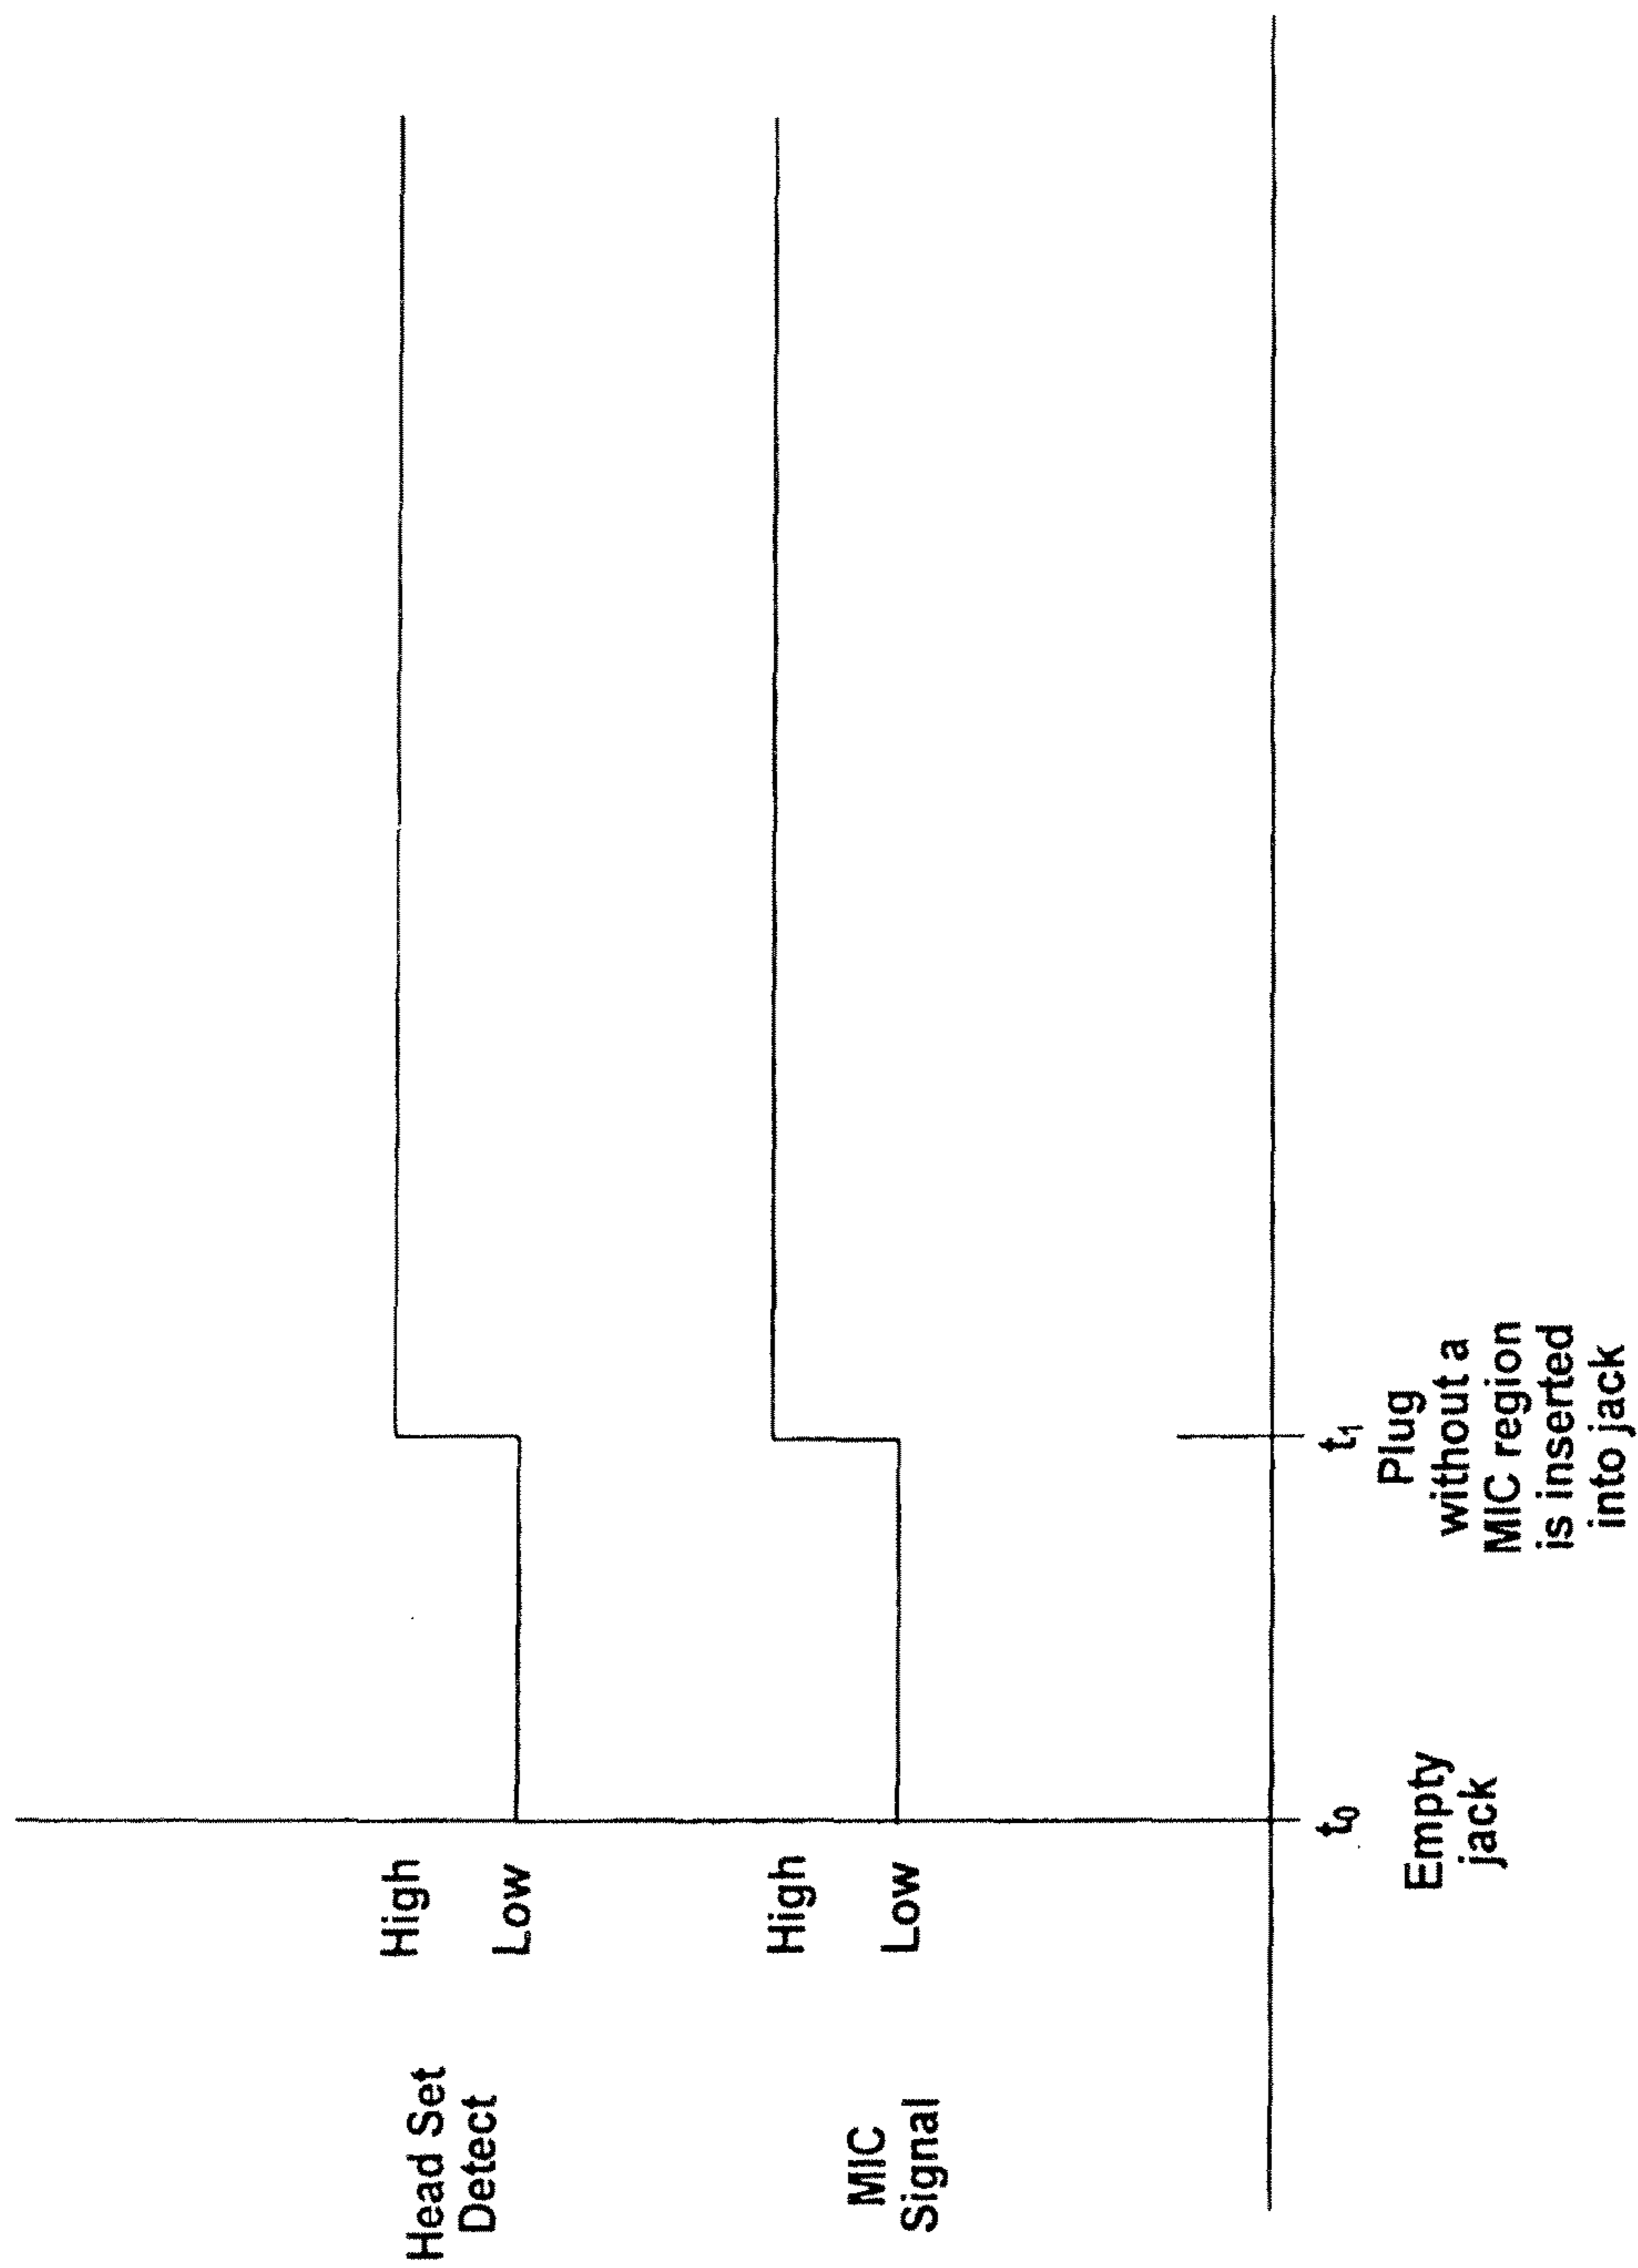 Head Set
Detect
High
Low
MIC
Signal
High
Low
t0
Empty
jack
t1
Plug
without a
MIC region
is inserted
into jack